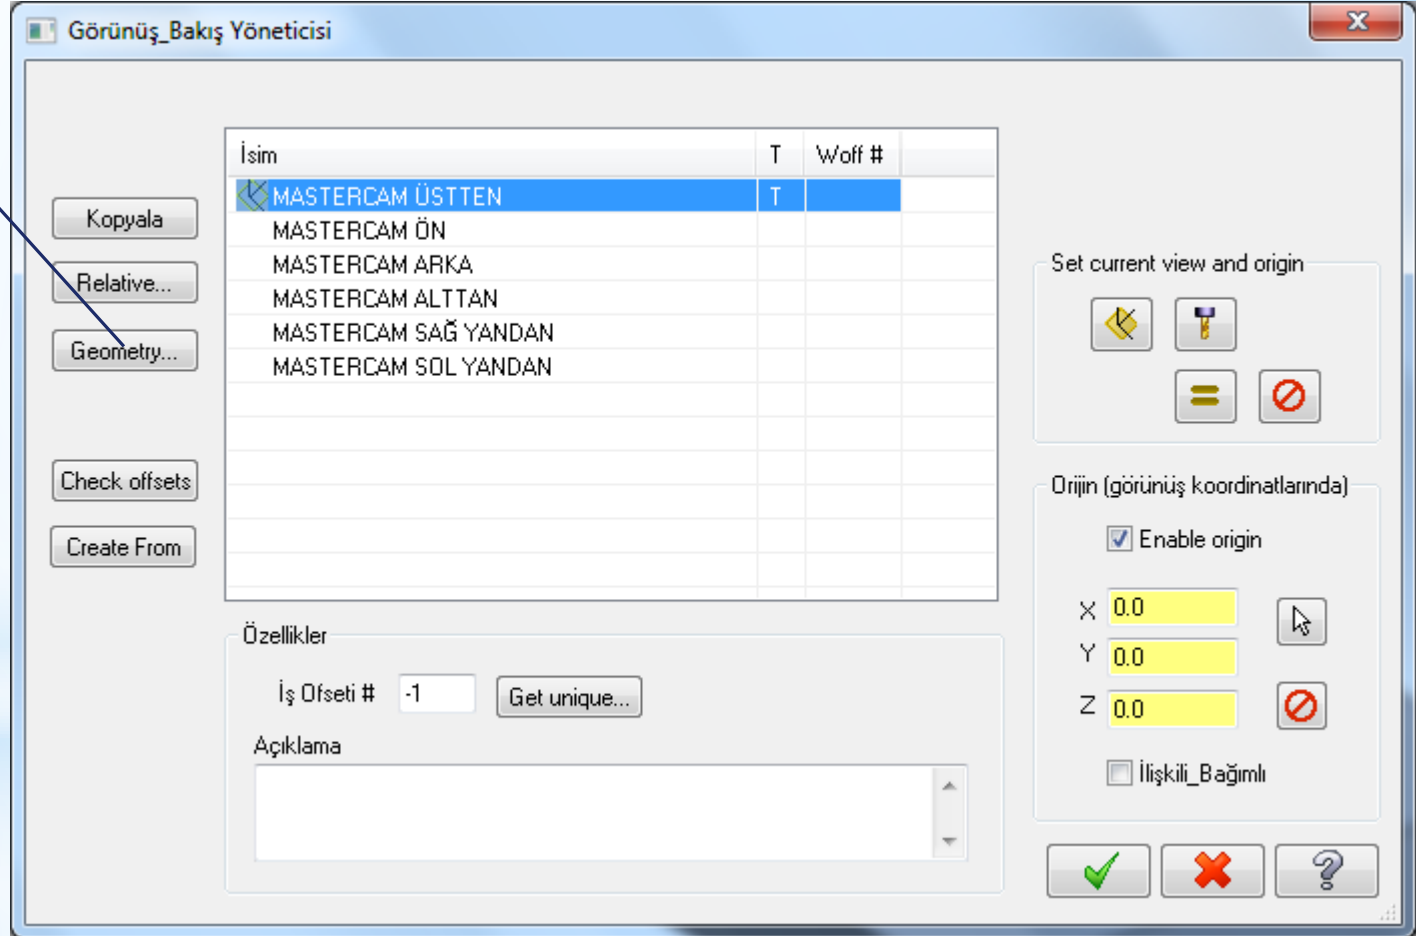 Görünüş_Bakış Yöneticisi
İsim T Woff #
MASTERCAM ÜSTTEN T
MASTERCAM ÖN
MASTERCAM ARKA
MASTERCAM ALTTAN
MASTERCAM SAĞ YANDAN
MASTERCAM SOL YANDAN
Kopyala
Relative...
Geometry...
Check offsets
Create From
Set current view and origin
Orijin (görünüş koordinatlarında)
Enable origin
X 0.0
Y 0.0
Z 0.0
İlişkili_Bağımlı
Özellikler
İş Ofseti # -1 Get unique...
Açıklama